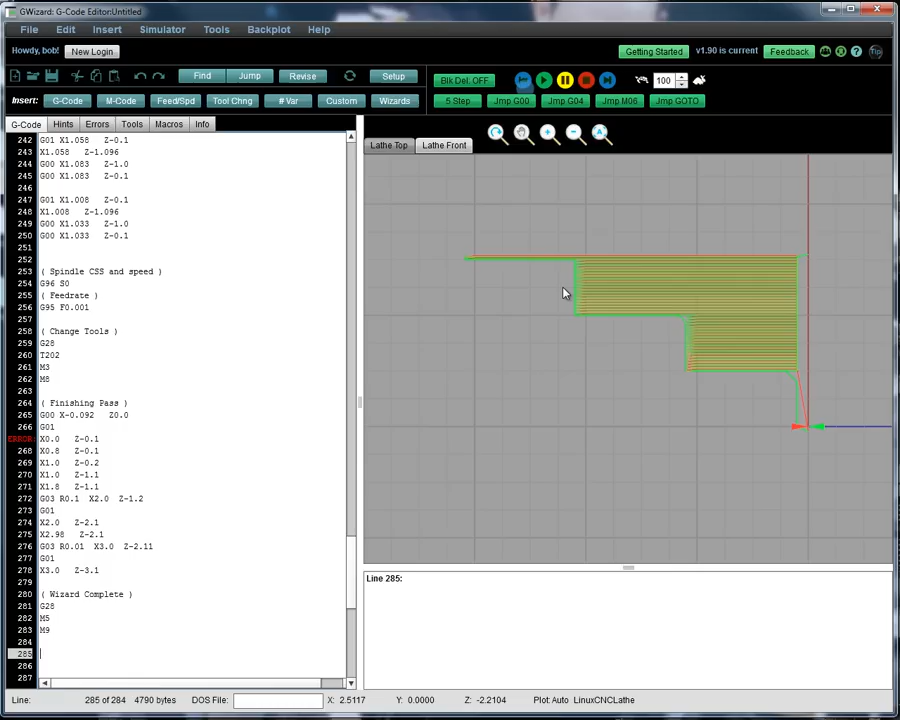 GWizard: G-Code Editor:Untitled
File Edit Insert Simulator Tools Backplot Help
Howdy, bob! New Login Getting Started v1.90 is current Feedback Tip
Find Jump Revise Setup Blk Del: OFF 100
Insert: G-Code M-Code Feed/Spd Tool Chng # Var Custom Wizards 5 Step Jmp G00 Jmp G04 Jmp M06 Jmp GOTO
G-Code Hints Errors Tools Macros Info
Lathe Top Lathe Front
242 G01 X1.058 Z-0.1
243 X1.058 Z-1.096
244 G00 X1.083 Z-1.0
245 G00 X1.083 Z-0.1
246
247 G01 X1.008 Z-0.1
248 X1.008 Z-1.096
249 G00 X1.033 Z-1.0
250 G00 X1.033 Z-0.1
251
252
253 ( Spindle CSS and speed )
254 G96 S0
255 ( Feedrate )
256 G95 F0.001
257
258 ( Change Tools )
259 G28
260 T202
261 M3
262 M8
263
264 ( Finishing Pass )
265 G00 X-0.092 Z0.0
266 G01
ERROR: X0.0 Z-0.1
268 X0.8 Z-0.1
269 X1.0 Z-0.2
270 X1.0 Z-1.1
271 X1.8 Z-1.1
272 G03 R0.1 X2.0 Z-1.2
273 G01
274 X2.0 Z-2.1
275 X2.98 Z-2.1
276 G03 R0.01 X3.0 Z-2.11
277 G01
278 X3.0 Z-3.1
279
280 ( Wizard Complete )
281 G28
282 M5
283 M9
284
285
286
287
Line 285:
Line: 285 of 284 4790 bytes DOS File: X: 2.5117 Y: 0.0000 Z: -2.2104 Plot: Auto LinuxCNCLathe